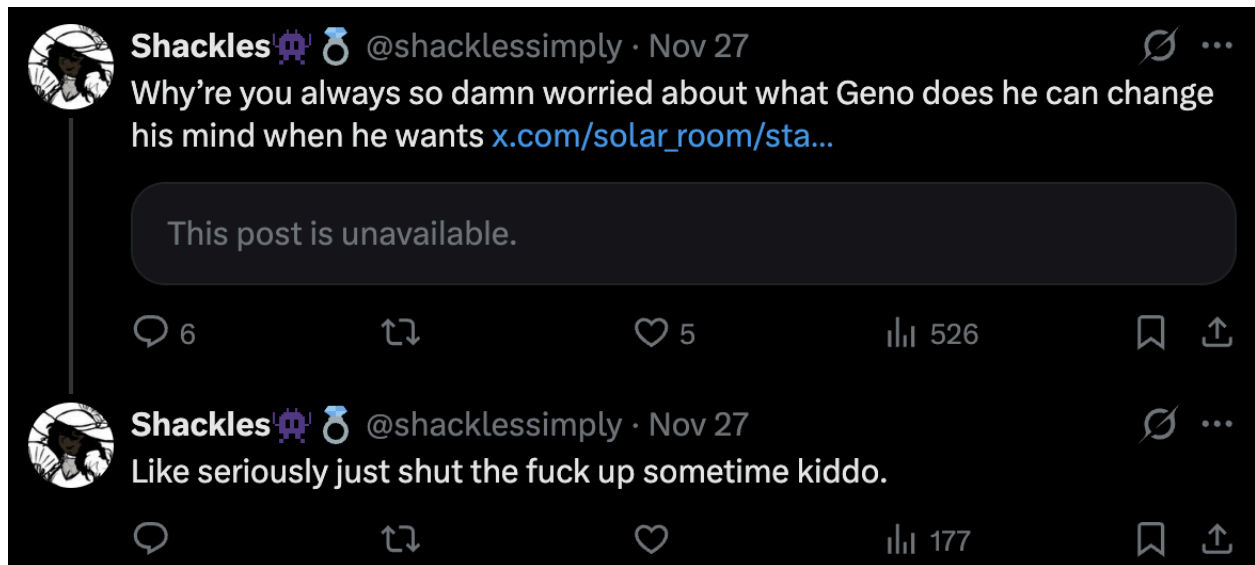 Shackles👾💍 @shacklessimply · Nov 27
Why’re you always so damn worried about what Geno does he can change
his mind when he wants x.com/solar_room/sta...
This post is unavailable.
6 5 526
Shackles👾💍 @shacklessimply · Nov 27
Like seriously just shut the fuck up sometime kiddo.
177